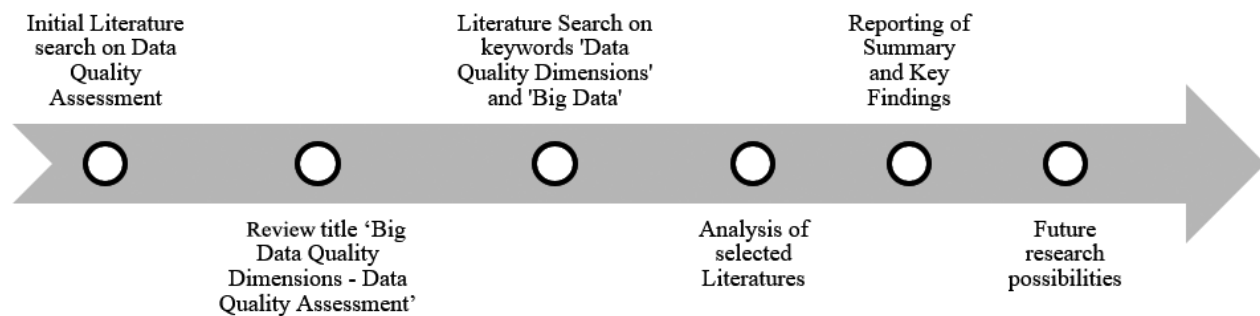 Initial Literature
search on Data
Quality
Assessment
Review title ‘Big
Data Quality
Dimensions - Data
Quality Assessment’
Literature Search on
keywords 'Data
Quality Dimensions'
and 'Big Data'
Analysis of
selected
Literatures
Reporting of
Summary
and Key
Findings
Future
research
possibilities